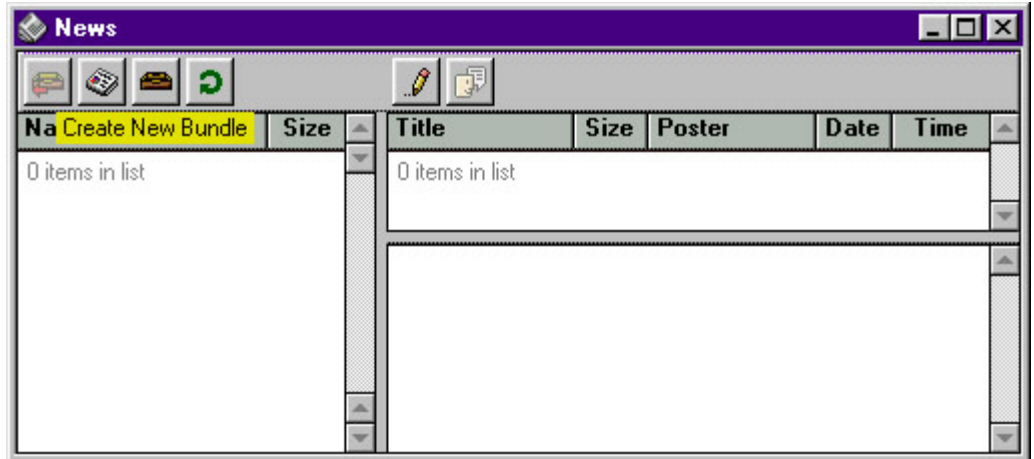 News
Na Create New Bundle Size Title Size Poster Date Time
0 items in list 0 items in list